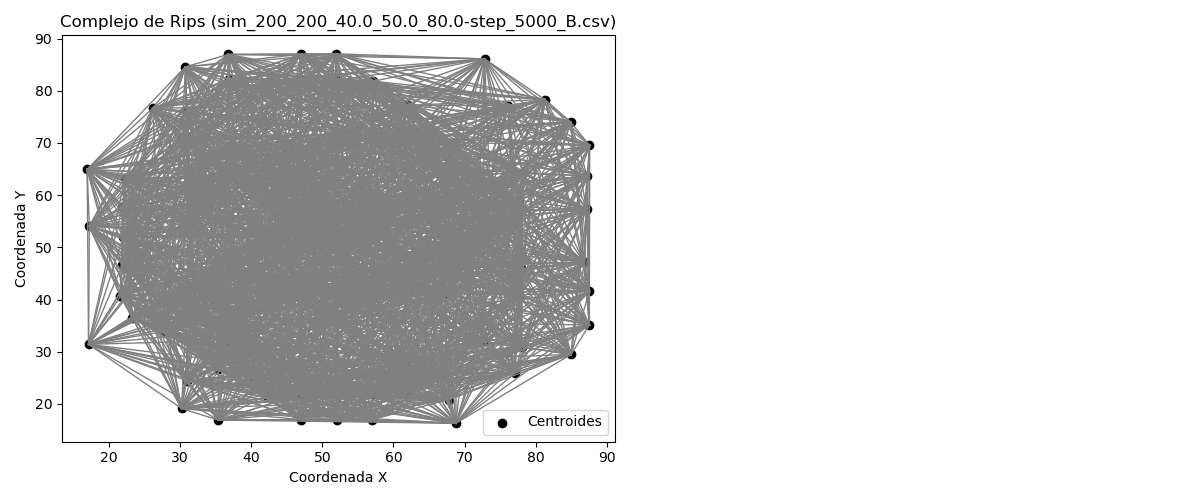 Complejo de Rips (sim_200_200_40.0_50.0_80.0-step_5000_B.csv)
90
80
70
60
50
40
30
20
Coordenada Y
Centroides
20 30 40 50 60 70 80 90
Coordenada X